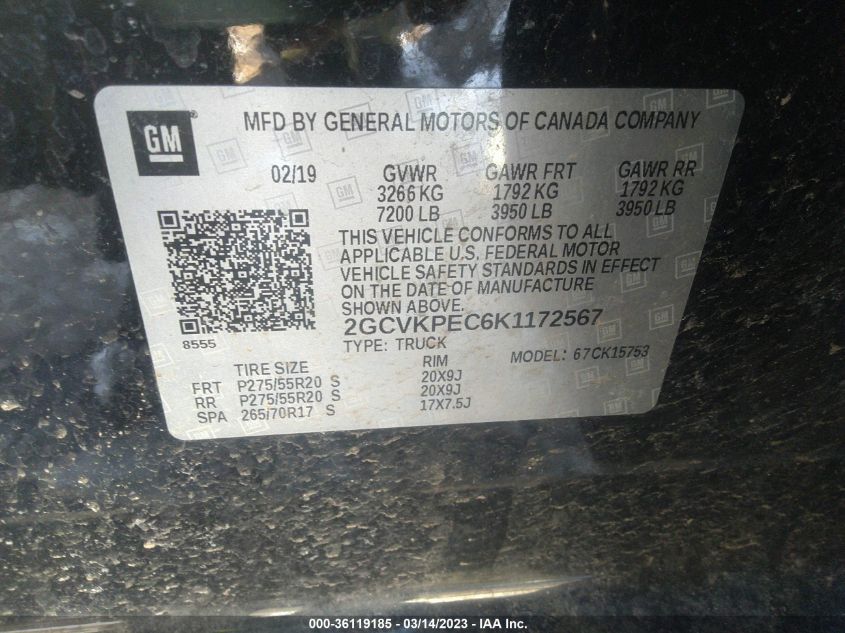 GM
MFD BY GENERAL MOTORS OF CANADA COMPANY
02/19 GVWR GAWR FRT GAWR RR
3266 KG 1792 KG 1792 KG
7200 LB 3950 LB 3950 LB
THIS VEHICLE CONFORMS TO ALL
APPLICABLE U.S. FEDERAL MOTOR
VEHICLE SAFETY STANDARDS IN EFFECT
ON THE DATE OF MANUFACTURE
SHOWN ABOVE.
8555
2GCVKPEC6K1172567
TYPE: TRUCK MODEL: 67CK15753
TIRE SIZE RIM
FRT P275/55R20 S 20X9J
RR P275/55R20 S 20X9J
SPA 265/70R17 S 17X7.5J
000-36119185 - 03/14/2023 - © IAA Inc.